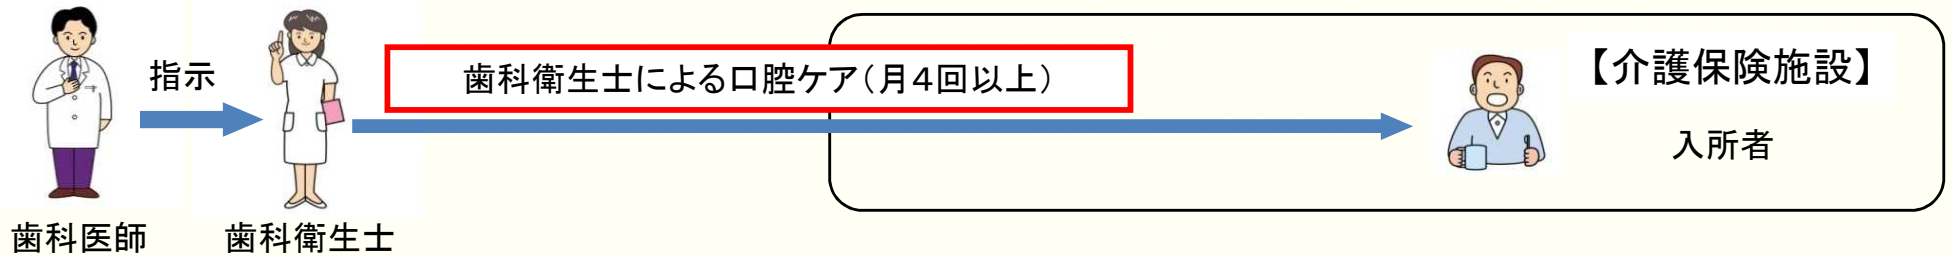 指示
歯科衛生士による口腔ケア(月4回以上)
【介護保険施設】
入所者
歯科医師
歯科衛生士